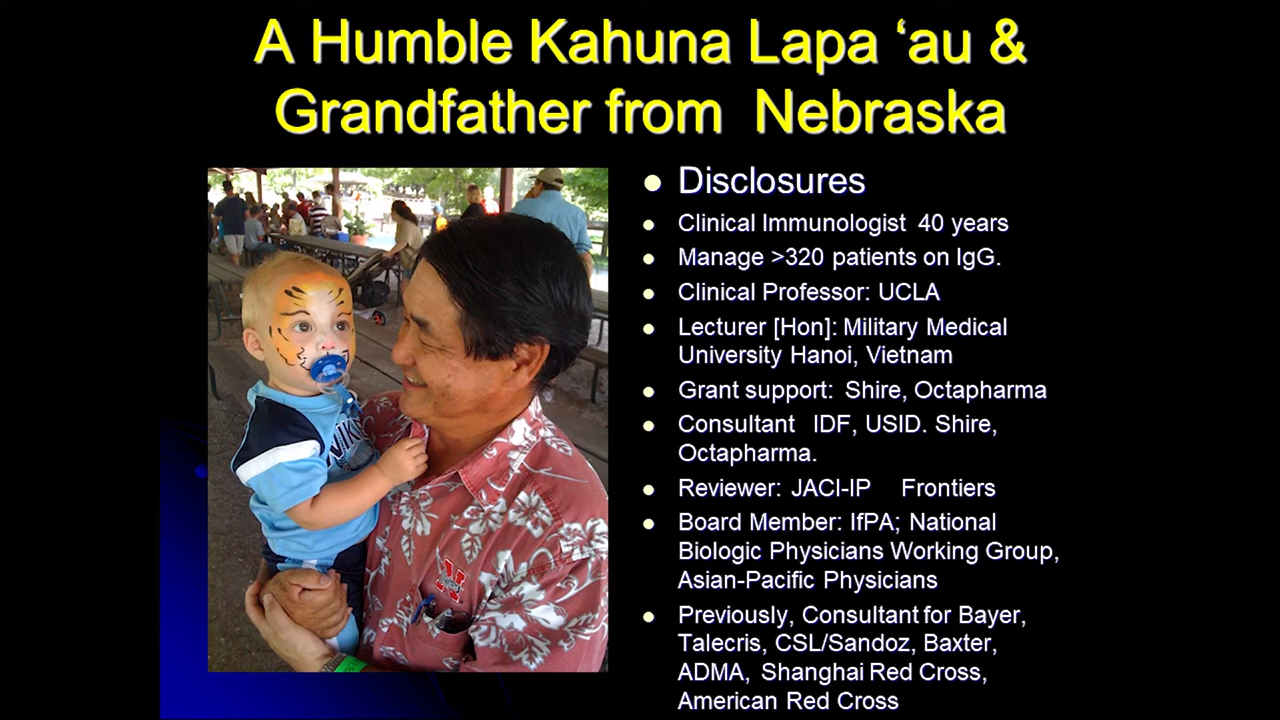 A Humble Kahuna Lapa ‘au &
Grandfather from Nebraska
Disclosures
Clinical Immunologist 40 years
Manage >320 patients on IgG.
Clinical Professor: UCLA
Lecturer [Hon]: Military Medical
University Hanoi, Vietnam
Grant support: Shire, Octapharma
Consultant IDF, USID. Shire,
Octapharma.
Reviewer: JACI-IP Frontiers
Board Member: IfPA; National
Biologic Physicians Working Group,
Asian-Pacific Physicians
Previously, Consultant for Bayer,
Talecris, CSL/Sandoz, Baxter,
ADMA, Shanghai Red Cross,
American Red Cross
N